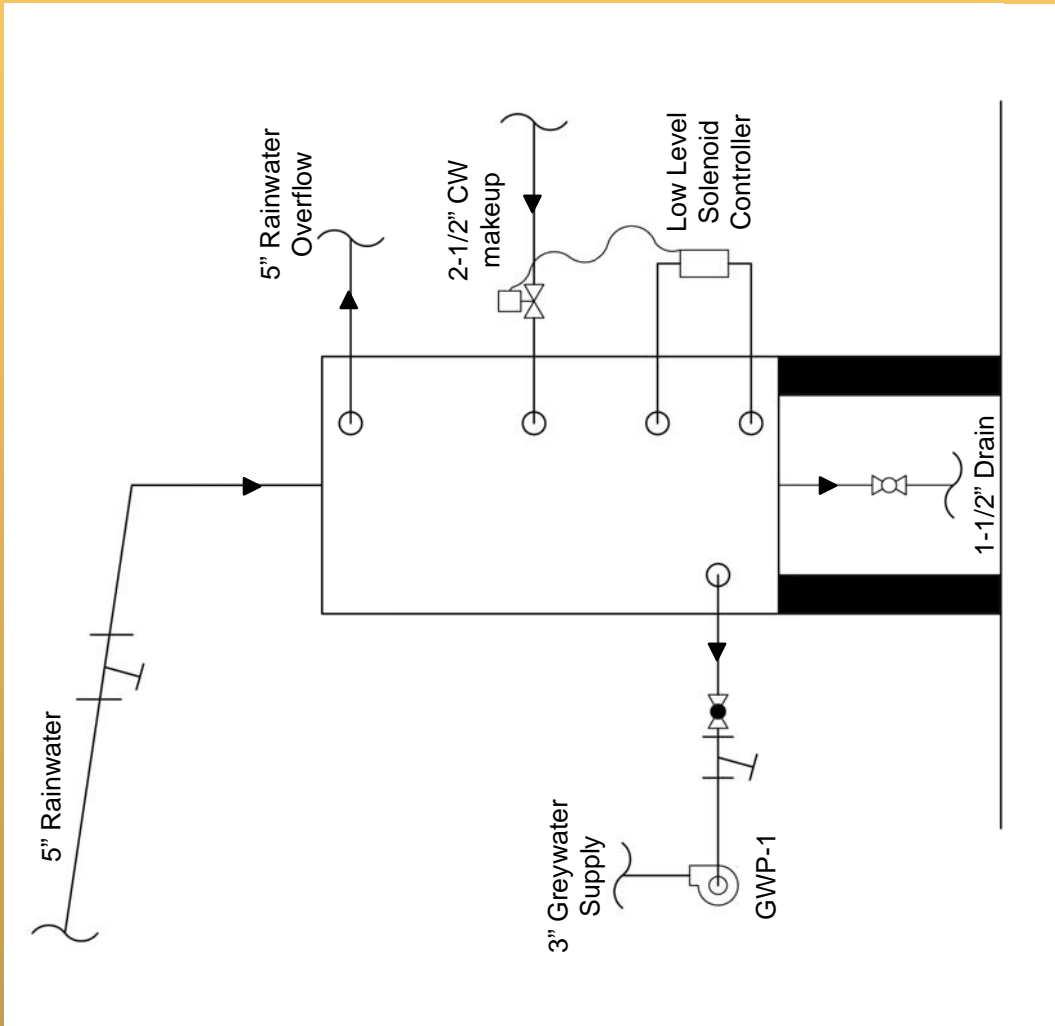 5” Rainwater
5” Rainwater
Overflow
2-1/2” CW
makeup
Low Level
Solenoid
Controller
3” Greywater
Supply
GWP-1
1-1/2” Drain